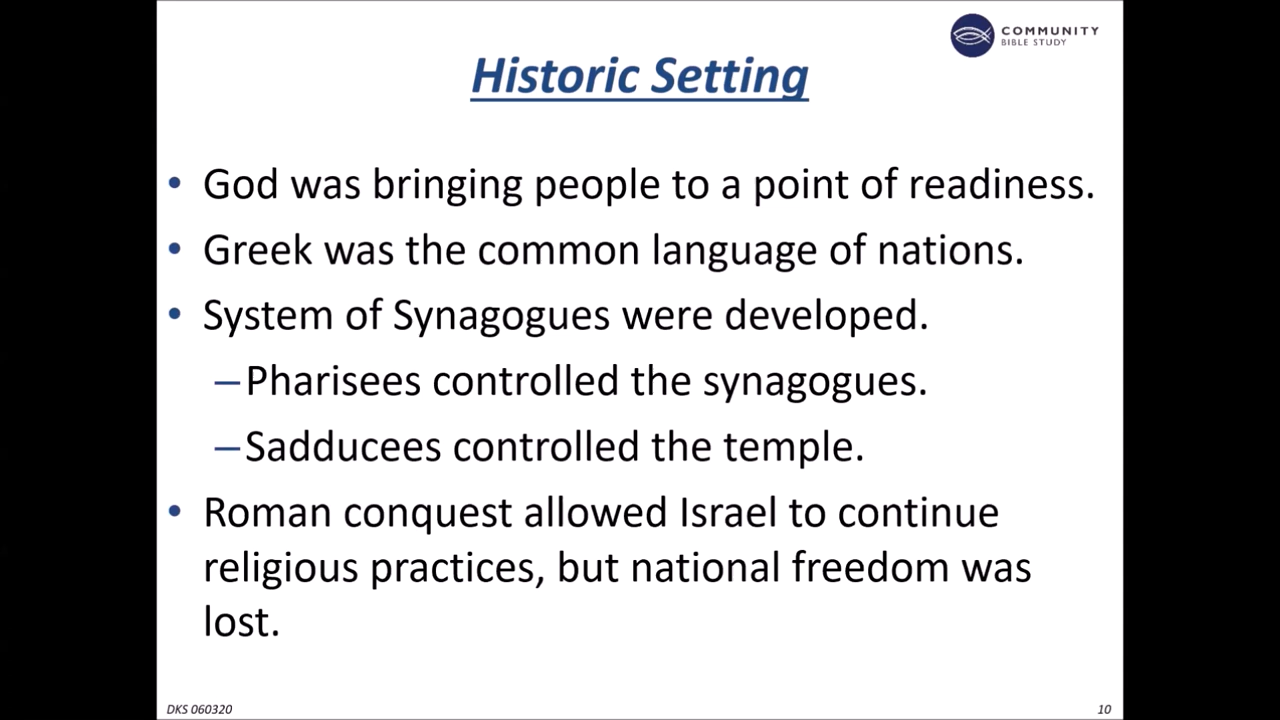 COMMUNITY
BIBLE STUDY
Historic Setting
• God was bringing people to a point of readiness.
• Greek was the common language of nations.
• System of Synagogues were developed.
–Pharisees controlled the synagogues.
–Sadducees controlled the temple.
• Roman conquest allowed Israel to continue
religious practices, but national freedom was
lost.
DKS 060320
10